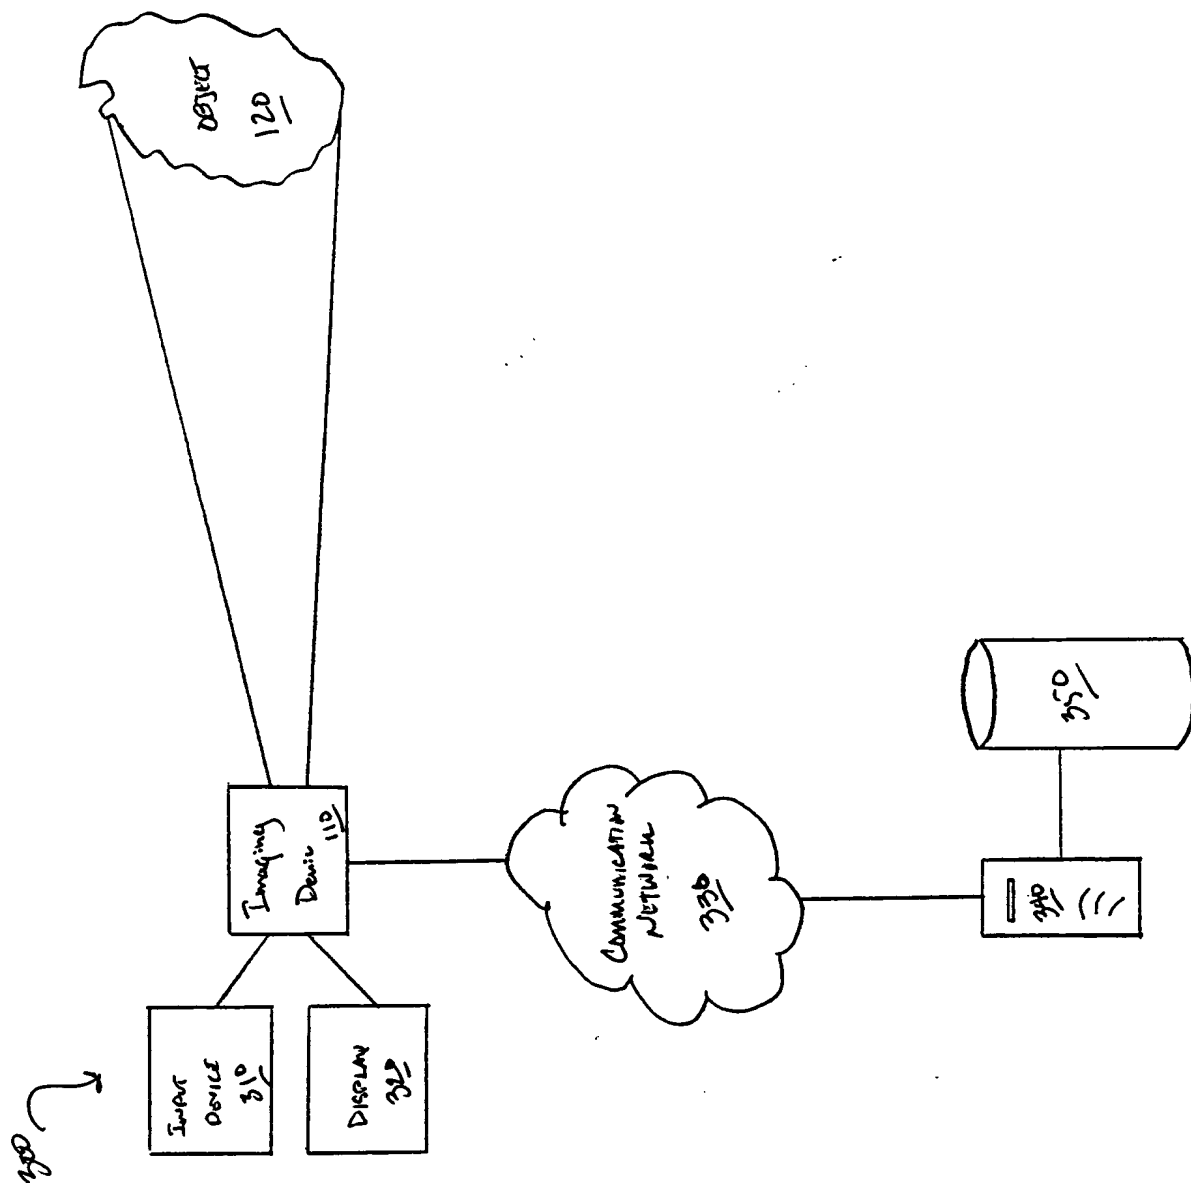 300
INPUT
DEVICE
310
DISPLAY
320
Imaging
Device
110
OBJECT
120
COMMUNICATION
NETWORK
330
340
350